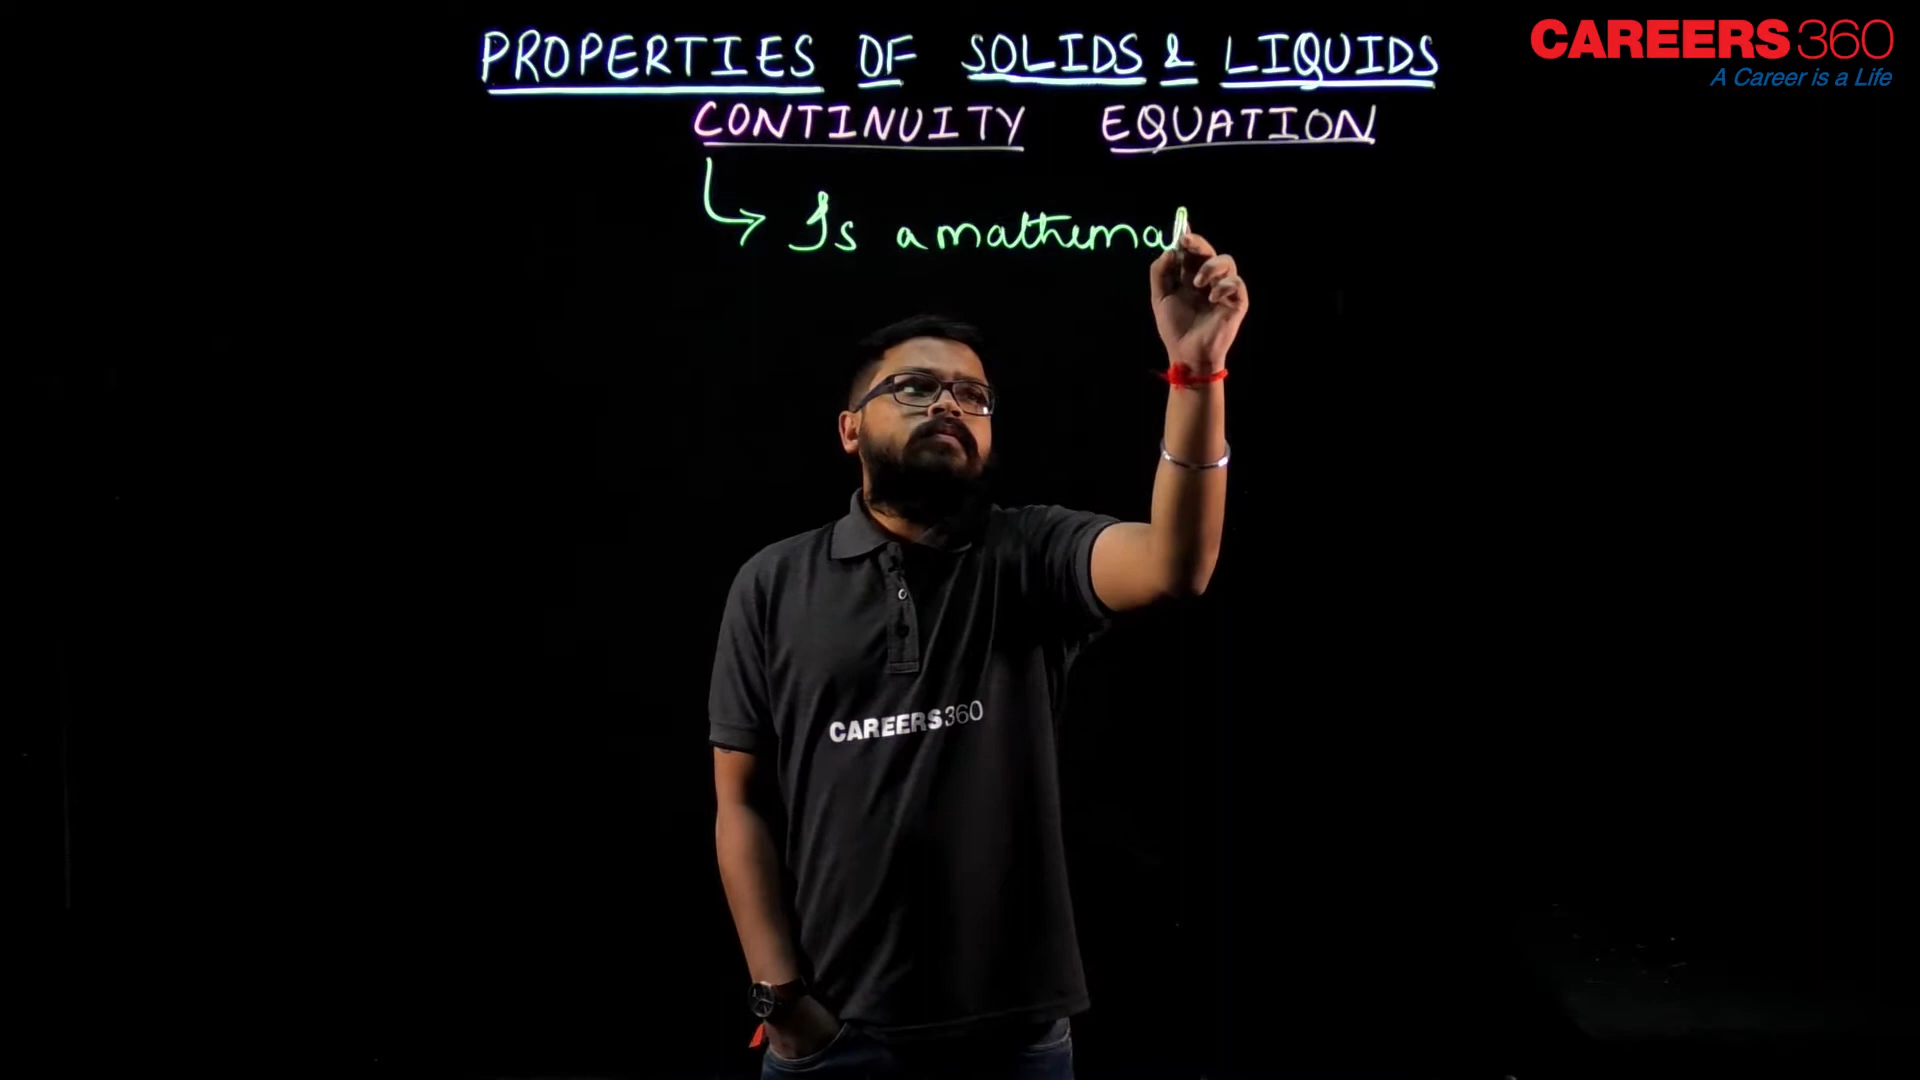 PROPERTIES OF SOLIDS & LIQUIDS
CAREERS360
A Career is a Life
CONTINUITY EQUATION
Is a mathemat
CAREERS360